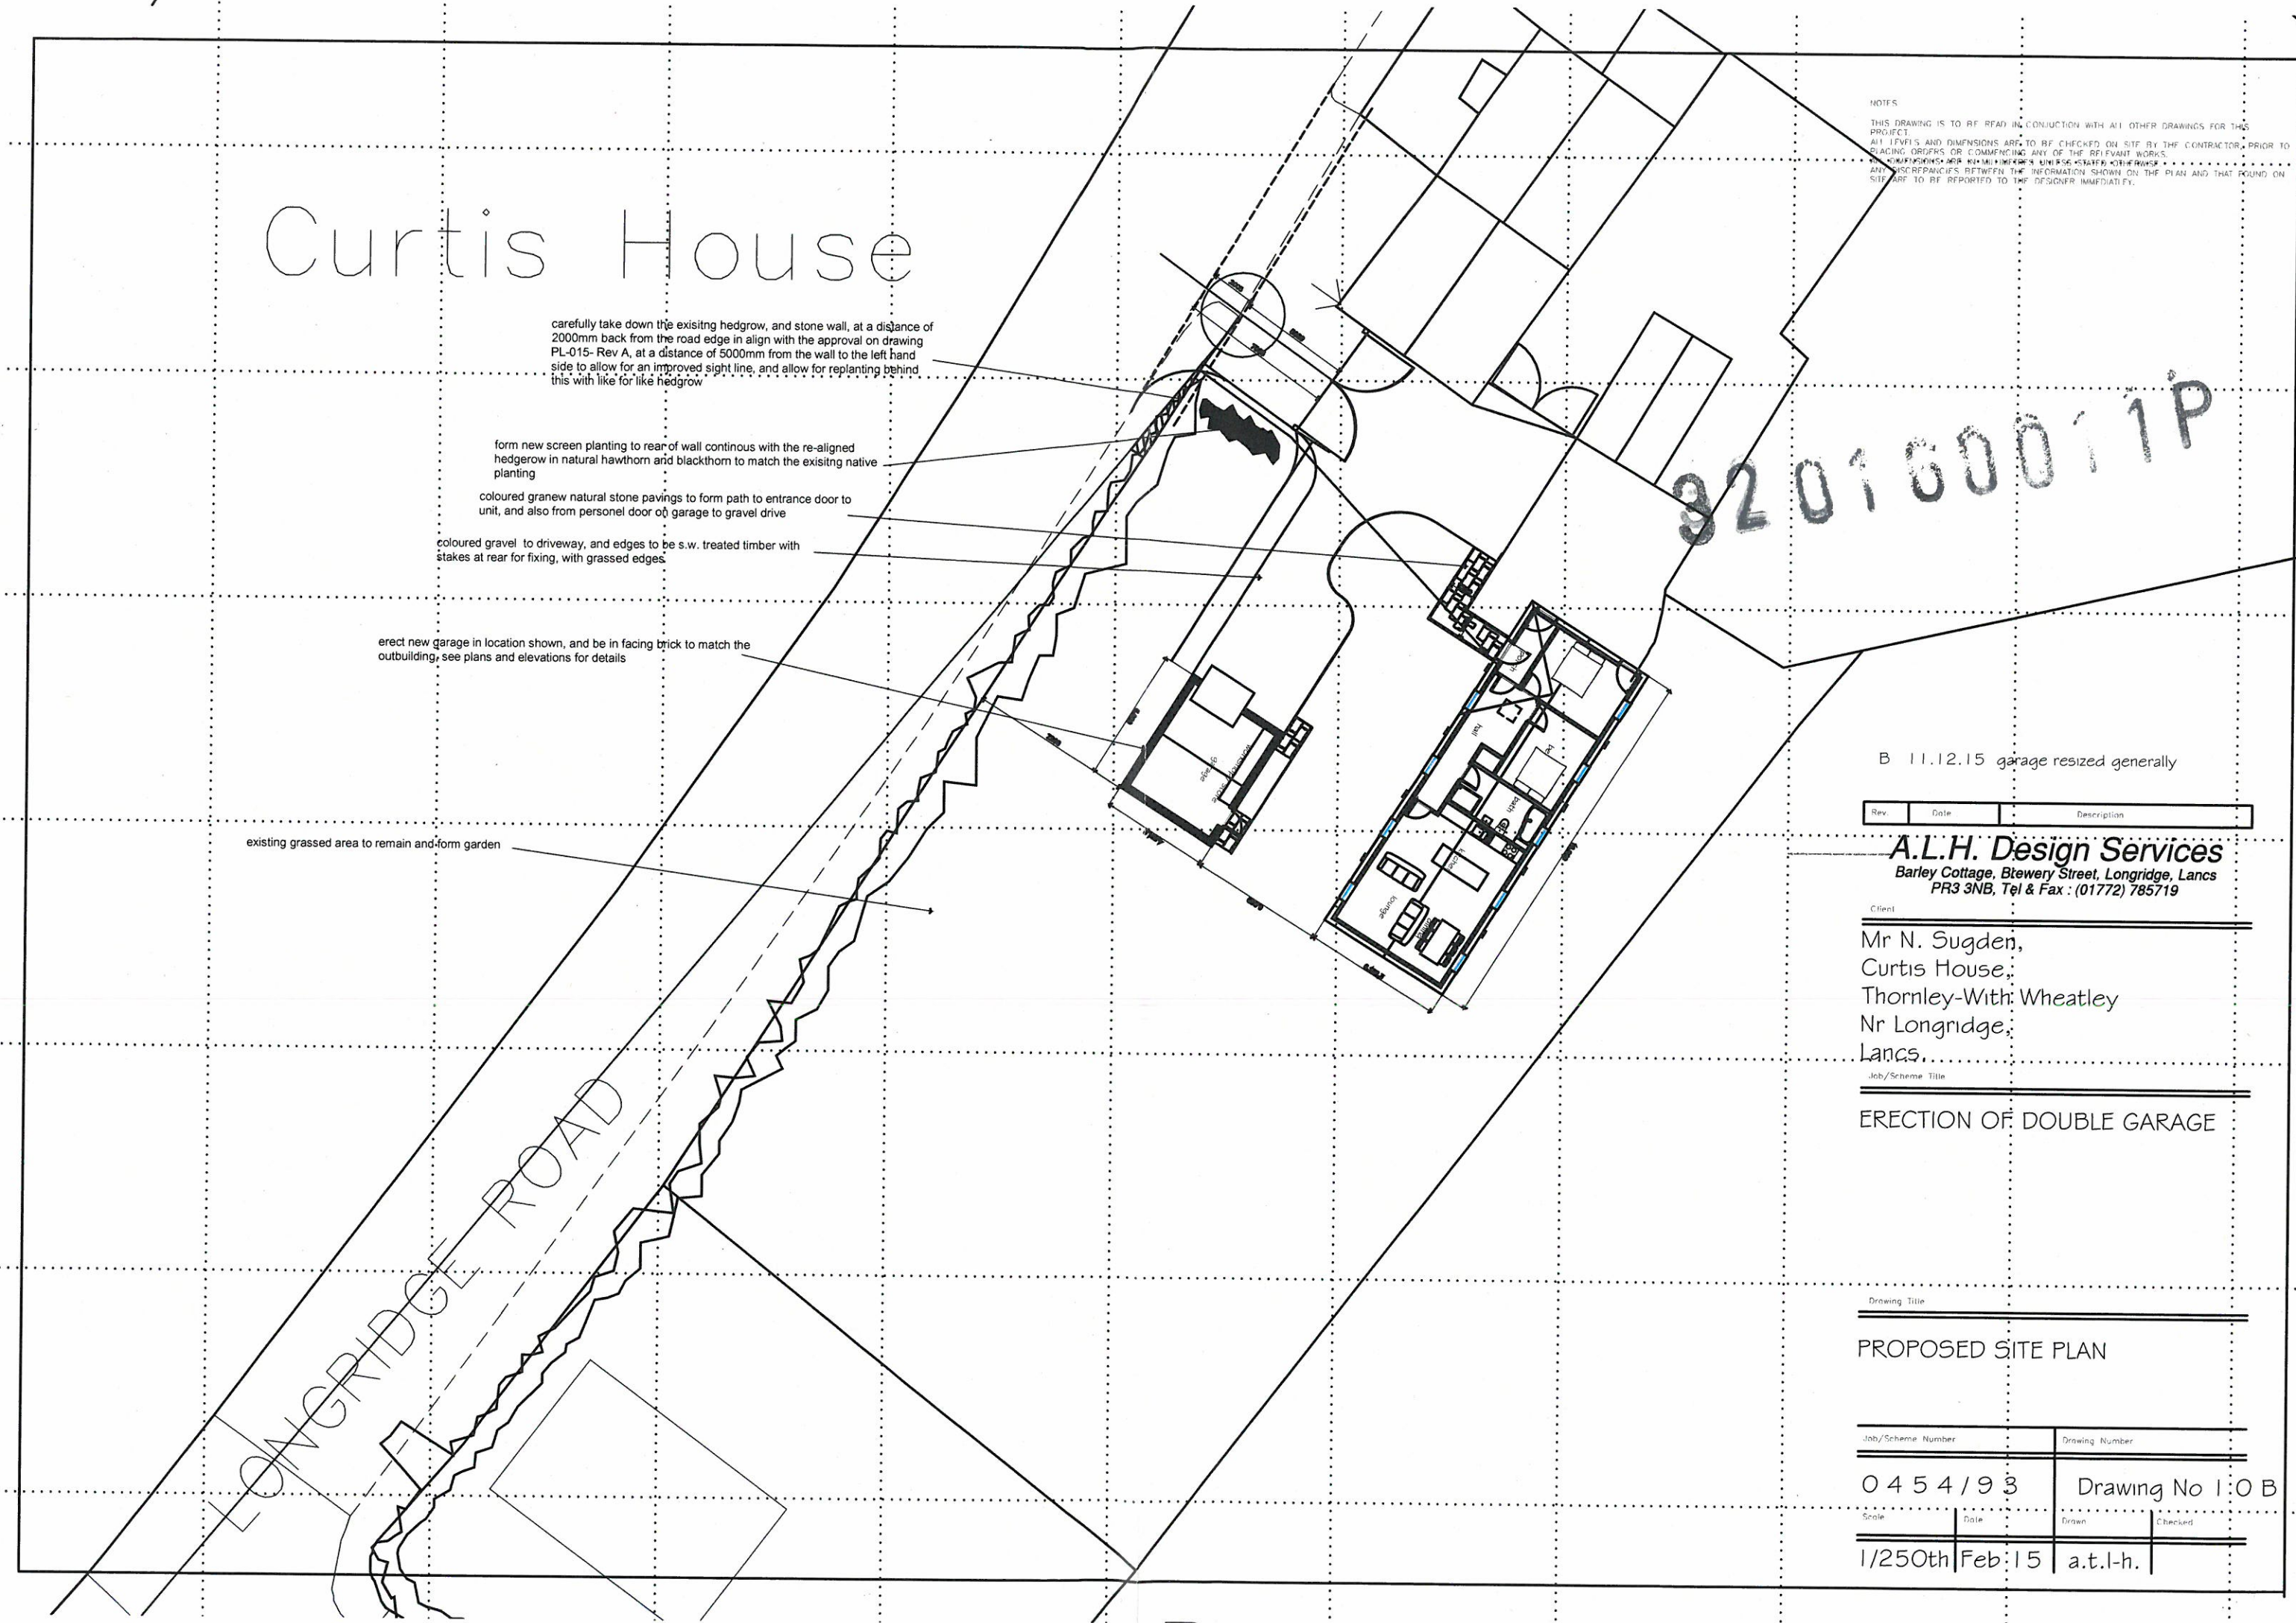 Curtis House
carefully take down the exisitng hedgrow, and stone wall, at a distance of
2000mm back from the road edge in align with the approval on drawing
PL-015- Rev A, at a distance of 5000mm from the wall to the left hand
side to allow for an improved sight line, and allow for replanting behind
this with like for like hedgrow
form new screen planting to rear of wall continous with the re-aligned
hedgerow in natural hawthorn and blackthorn to match the exisitng native
planting
coloured granew natural stone pavings to form path to entrance door to
unit, and also from personel door on garage to gravel drive
coloured gravel to driveway, and edges to be s.w. treated timber with
stakes at rear for fixing, with grassed edges.
erect new garage in location shown, and be in facing brick to match the
outbuilding, see plans and elevations for details
existing grassed area to remain and form garden
LONGRIDGE ROAD
garage
hall
lounge
NOTES
THIS DRAWING IS TO BE READ IN CONJUCTION WITH ALL OTHER DRAWINGS FOR THIS
PROJECT.
ALL LEVELS AND DIMENSIONS ARE TO BE CHECKED ON SITE BY THE CONTRACTOR, PRIOR TO
PLACING ORDERS OR COMMENCING ANY OF THE RELEVANT WORKS.
ALL DIMENSIONS ARE IN MILLIMETRES UNLESS STATED OTHERWISE
ANY DISCREPANCIES BETWEEN THE INFORMATION SHOWN ON THE PLAN AND THAT FOUND ON
SITE ARE TO BE REPORTED TO THE DESIGNER IMMEDIATLEY.
320160011P
B 11.12.15 garage resized generally
Rev. Date Description
A.L.H. Design Services
Barley Cottage, Brewery Street, Longridge, Lancs
PR3 3NB, Tel & Fax : (01772) 785719
Client
Mr N. Sugden,
Curtis House,
Thornley-With Wheatley
Nr Longridge,
Lancs.
Job/Scheme Title
ERECTION OF DOUBLE GARAGE
Drawing Title
PROPOSED SITE PLAN
Job/Scheme Number Drawing Number
0454/93 Drawing No 10B
Scale Date Drawn Checked
1/250th Feb 15 a.t.l-h.